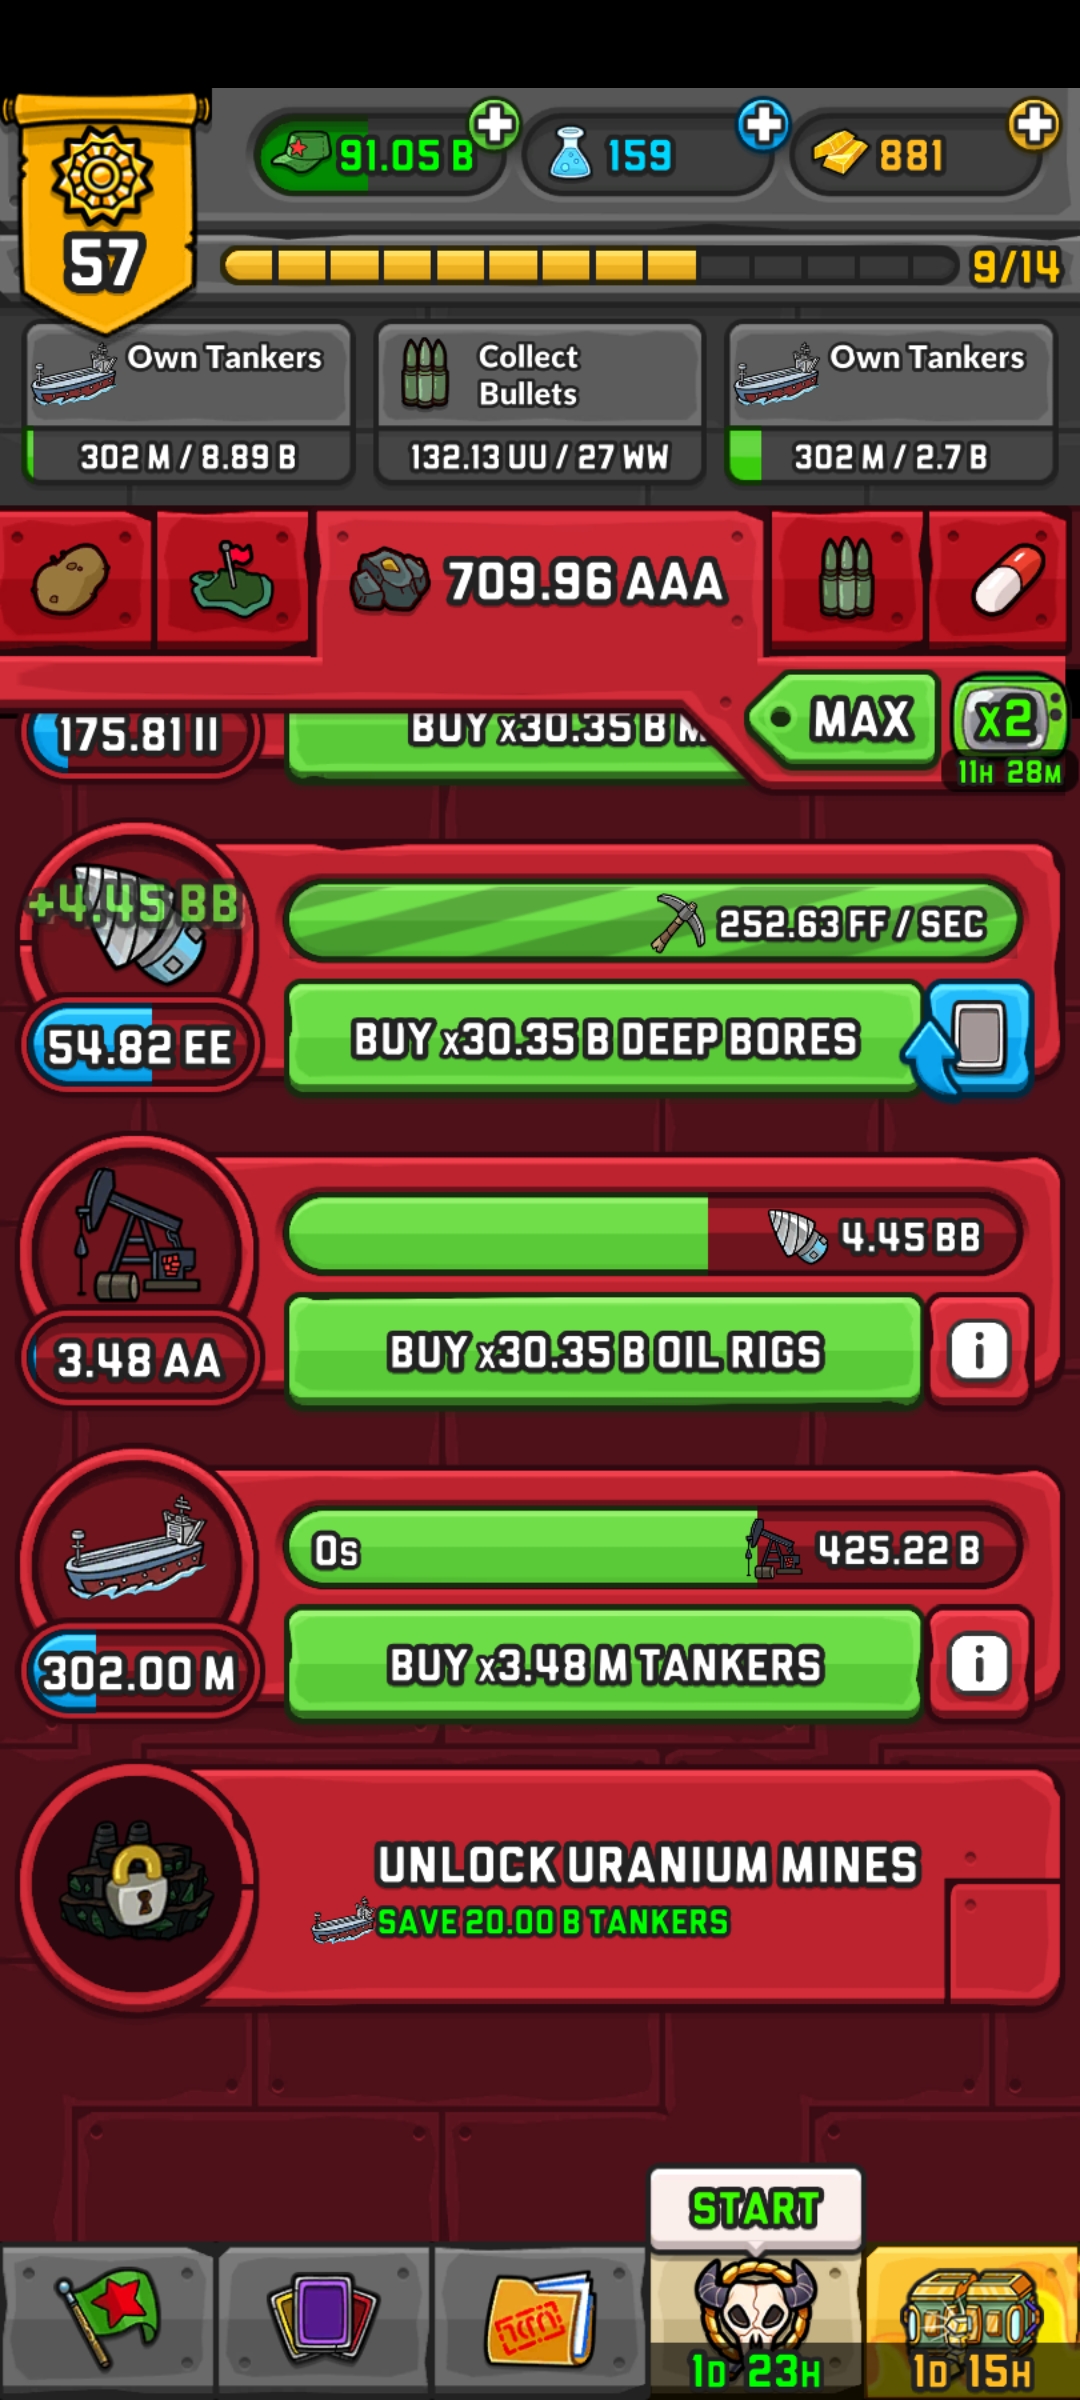 91.05 B
159
881
57
9/14
Own Tankers
302 M / 8.89 B
Collect
Bullets
132.13 UU / 27 WW
Own Tankers
302 M / 2.7 B
709.96 AAA
MAX
x2
11H 28M
175.81 II
BUY x30.35 B
+4.45 BB
252.63 FF / SEC
54.82 EE
BUY x30.35 B DEEP BORES
4.45 BB
3.48 AA
BUY x30.35 B OIL RIGS
i
0s
425.22 B
302.00 M
BUY x3.48 M TANKERS
i
UNLOCK URANIUM MINES
SAVE 20.00 B TANKERS
START
1D 23H
1D 15H